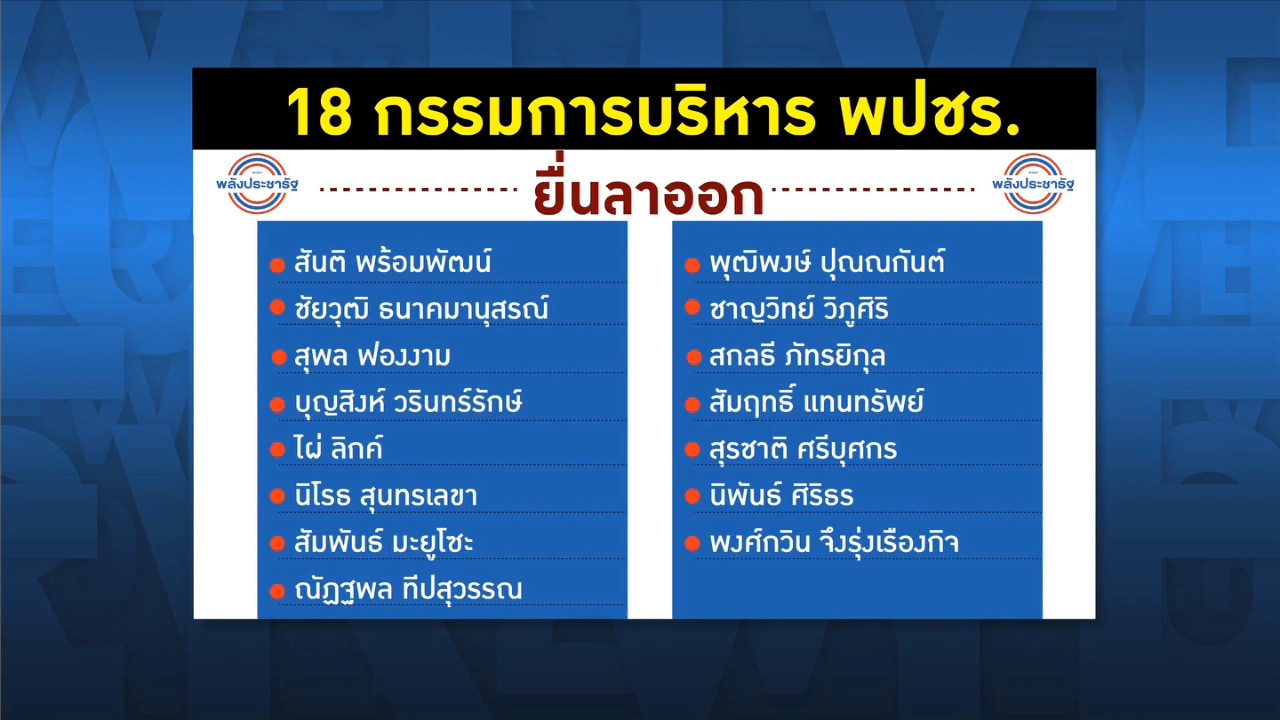 18 กรรมการบริหาร พปชร.
พลังประชารัฐ
ยื่นลาออก
พลังประชารัฐ
สันติ พร้อมพัฒน์
ชัยวุฒิ ธนาคมานุสรณ์
สุพล ฟองงาม
บุญสิงห์ วรินทร์รักษ์
ไผ่ ลิกค์
นิโรธ สุนทรเลขา
สัมพันธ์ มะยูโซะ
ณัฏฐพล ทีปสุวรรณ
พุฒิพงษ์ ปุณณกันต์
ชาญวิทย์ วิภูศิริ
สกลธี ภัททิยกุล
สัมฤทธิ์ แทนทรัพย์
สุรชาติ ศรีบุศกร
นิพันธ์ ศิริธร
พงศ์กวิน จึงรุ่งเรืองกิจ